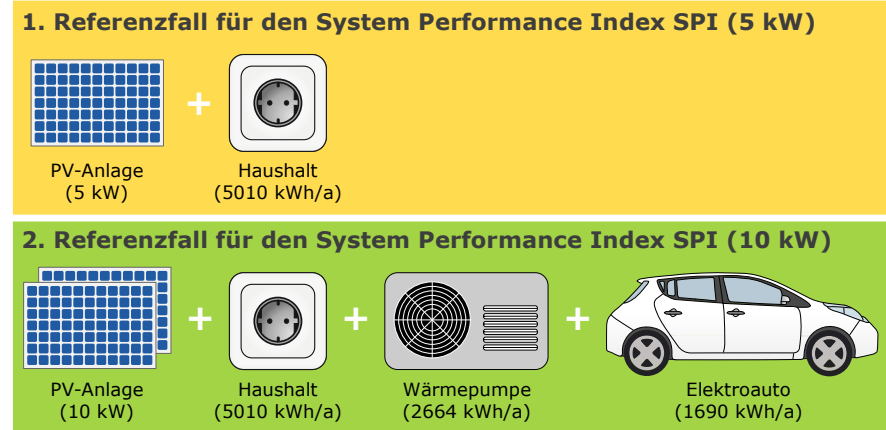 1. Referenzfall für den System Performance Index SPI (5 kW)
+
PV-Anlage
(5 kW)
Haushalt
(5010 kWh/a)
2. Referenzfall für den System Performance Index SPI (10 kW)
+
+
+
PV-Anlage
(10 kW)
Haushalt
(5010 kWh/a)
Wärmepumpe
(2664 kWh/a)
Elektroauto
(1690 kWh/a)